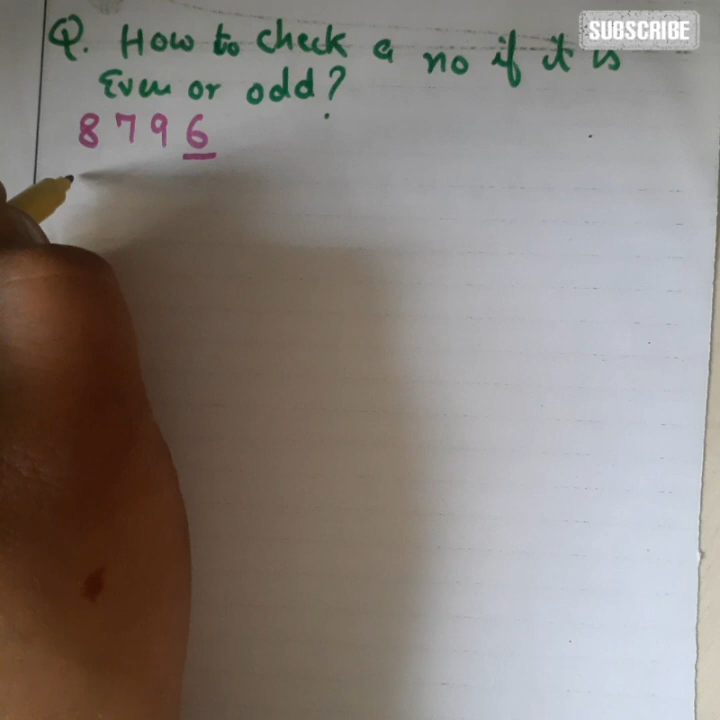 SUBSCRIBE
Q. How to check a no if it is
Even or odd?
8796